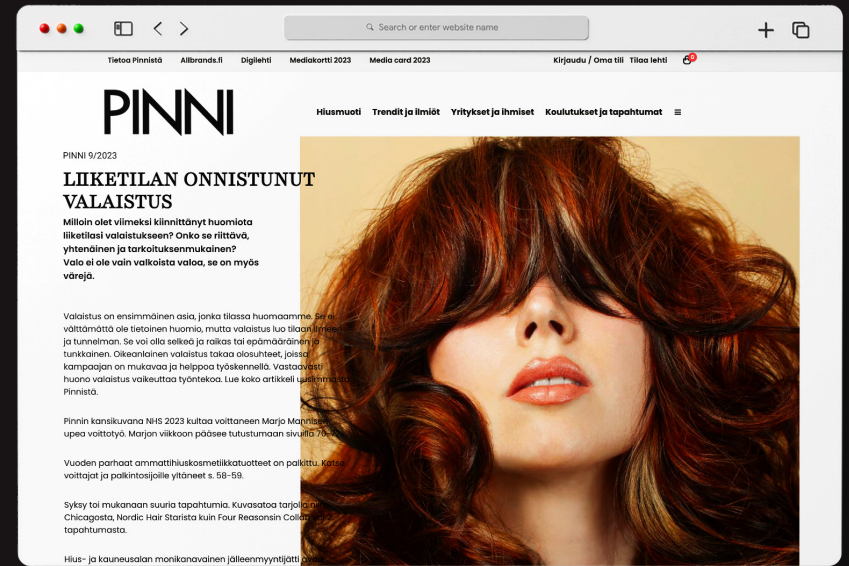 Search or enter website name
Tietoa Pinnistä Allbrands.fi Digilehti Mediakortti 2023 Media card 2023 Kirjaudu / Oma tili Tilaa lehti 0
PINNI
Hiusmuoti Trendit ja ilmiöt Yritykset ja ihmiset Koulutukset ja tapahtumat
PINNI 9/2023
LIIKETILAN ONNISTUNUT
VALAISTUS
Milloin olet viimeksi kiinnittänyt huomiota
liiketilasi valaistukseen? Onko se riittävä,
yhtenäinen ja tarkoituksenmukainen?
Valo ei ole vain valkoista valoa, se on myös
värejä.
Valaistus on ensimmäinen asia, jonka tilassa huomaamme. Se ei
välttämättä ole tietoinen huomio, mutta valaistus luo tilaan ilmeen
ja tunnelman. Se voi olla selkeä ja raikas tai epämääräinen ja
tunkkainen. Oikeanlainen valaistus takaa olosuhteet, joissa
kampaajan on mukavaa ja helppoa työskennellä. Vastaavasti
huono valaistus vaikeuttaa työntekoa. Lue koko artikkeli uusimmasta
Pinnistä.
Pinnin kansikuvana NHS 2023 kultaa voittaneen Marjo Mannisen
upea voittotyö. Marjon viikkoon pääsee tutustumaan sivuilla
Vuoden parhaat ammattihiuskosmetiikkatuotteet on palkittu. Katso
voittajat ja palkintosijoille yltäneet s. 58-59.
Syksy toi mukanaan suuria tapahtumia. Kuvasatoa tarjolla niin
Chicagosta, Nordic Hair Starista kuin Four Reasonsin
tapahtumasta.
Hius- ja kauneusalan monikanavainen jälleenmyyntijätti